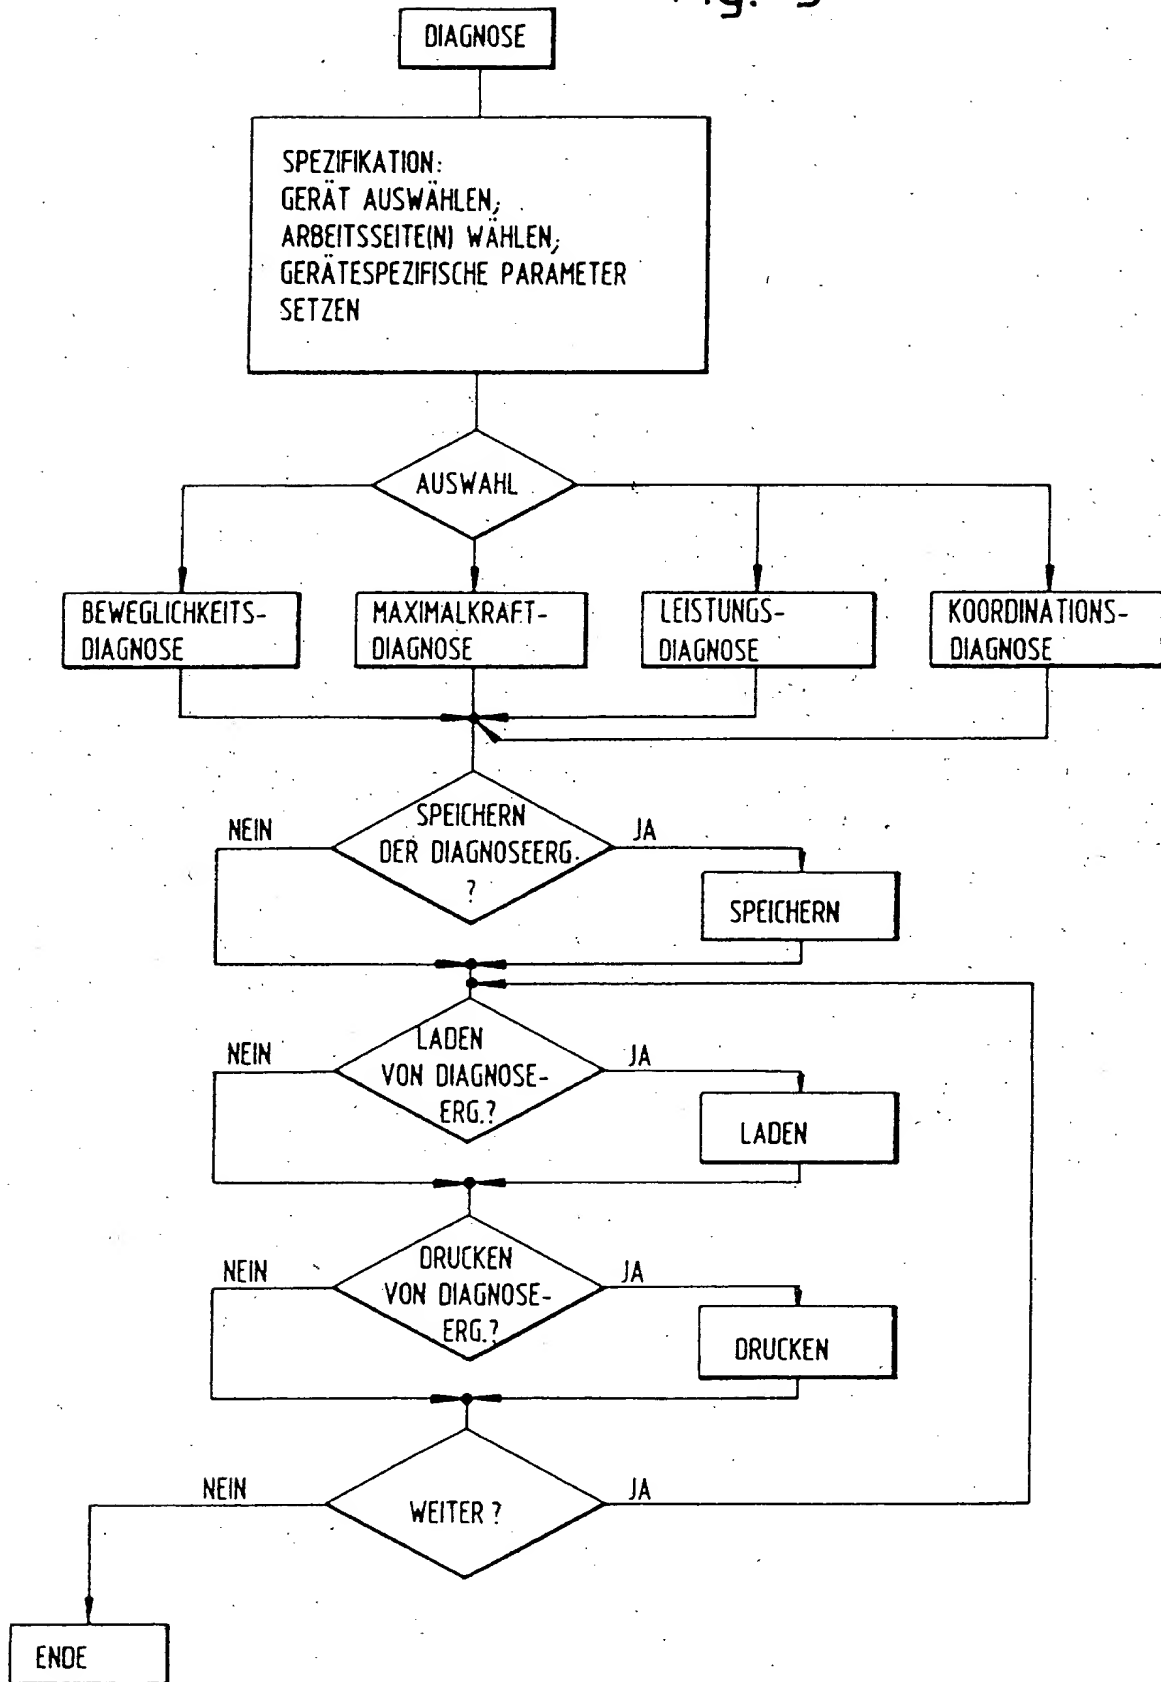 DIAGNOSE
SPEZIFIKATION:
GERÄT AUSWÄHLEN;
ARBEITSSEITE(N) WÄHLEN;
GERÄTESPEZIFISCHE PARAMETER
SETZEN
AUSWAHL
BEWEGLICHKEITS-
DIAGNOSE
MAXIMALKRAFT-
DIAGNOSE
LEISTUNGS-
DIAGNOSE
KOORDINATIONS-
DIAGNOSE
SPEICHERN
DER DIAGNOSEERG.
?
NEIN
JA
SPEICHERN
LADEN
VON DIAGNOSE-
ERG.?
NEIN
JA
LADEN
DRUCKEN
VON DIAGNOSE-
ERG.?
NEIN
JA
DRUCKEN
WEITER ?
NEIN
JA
ENDE